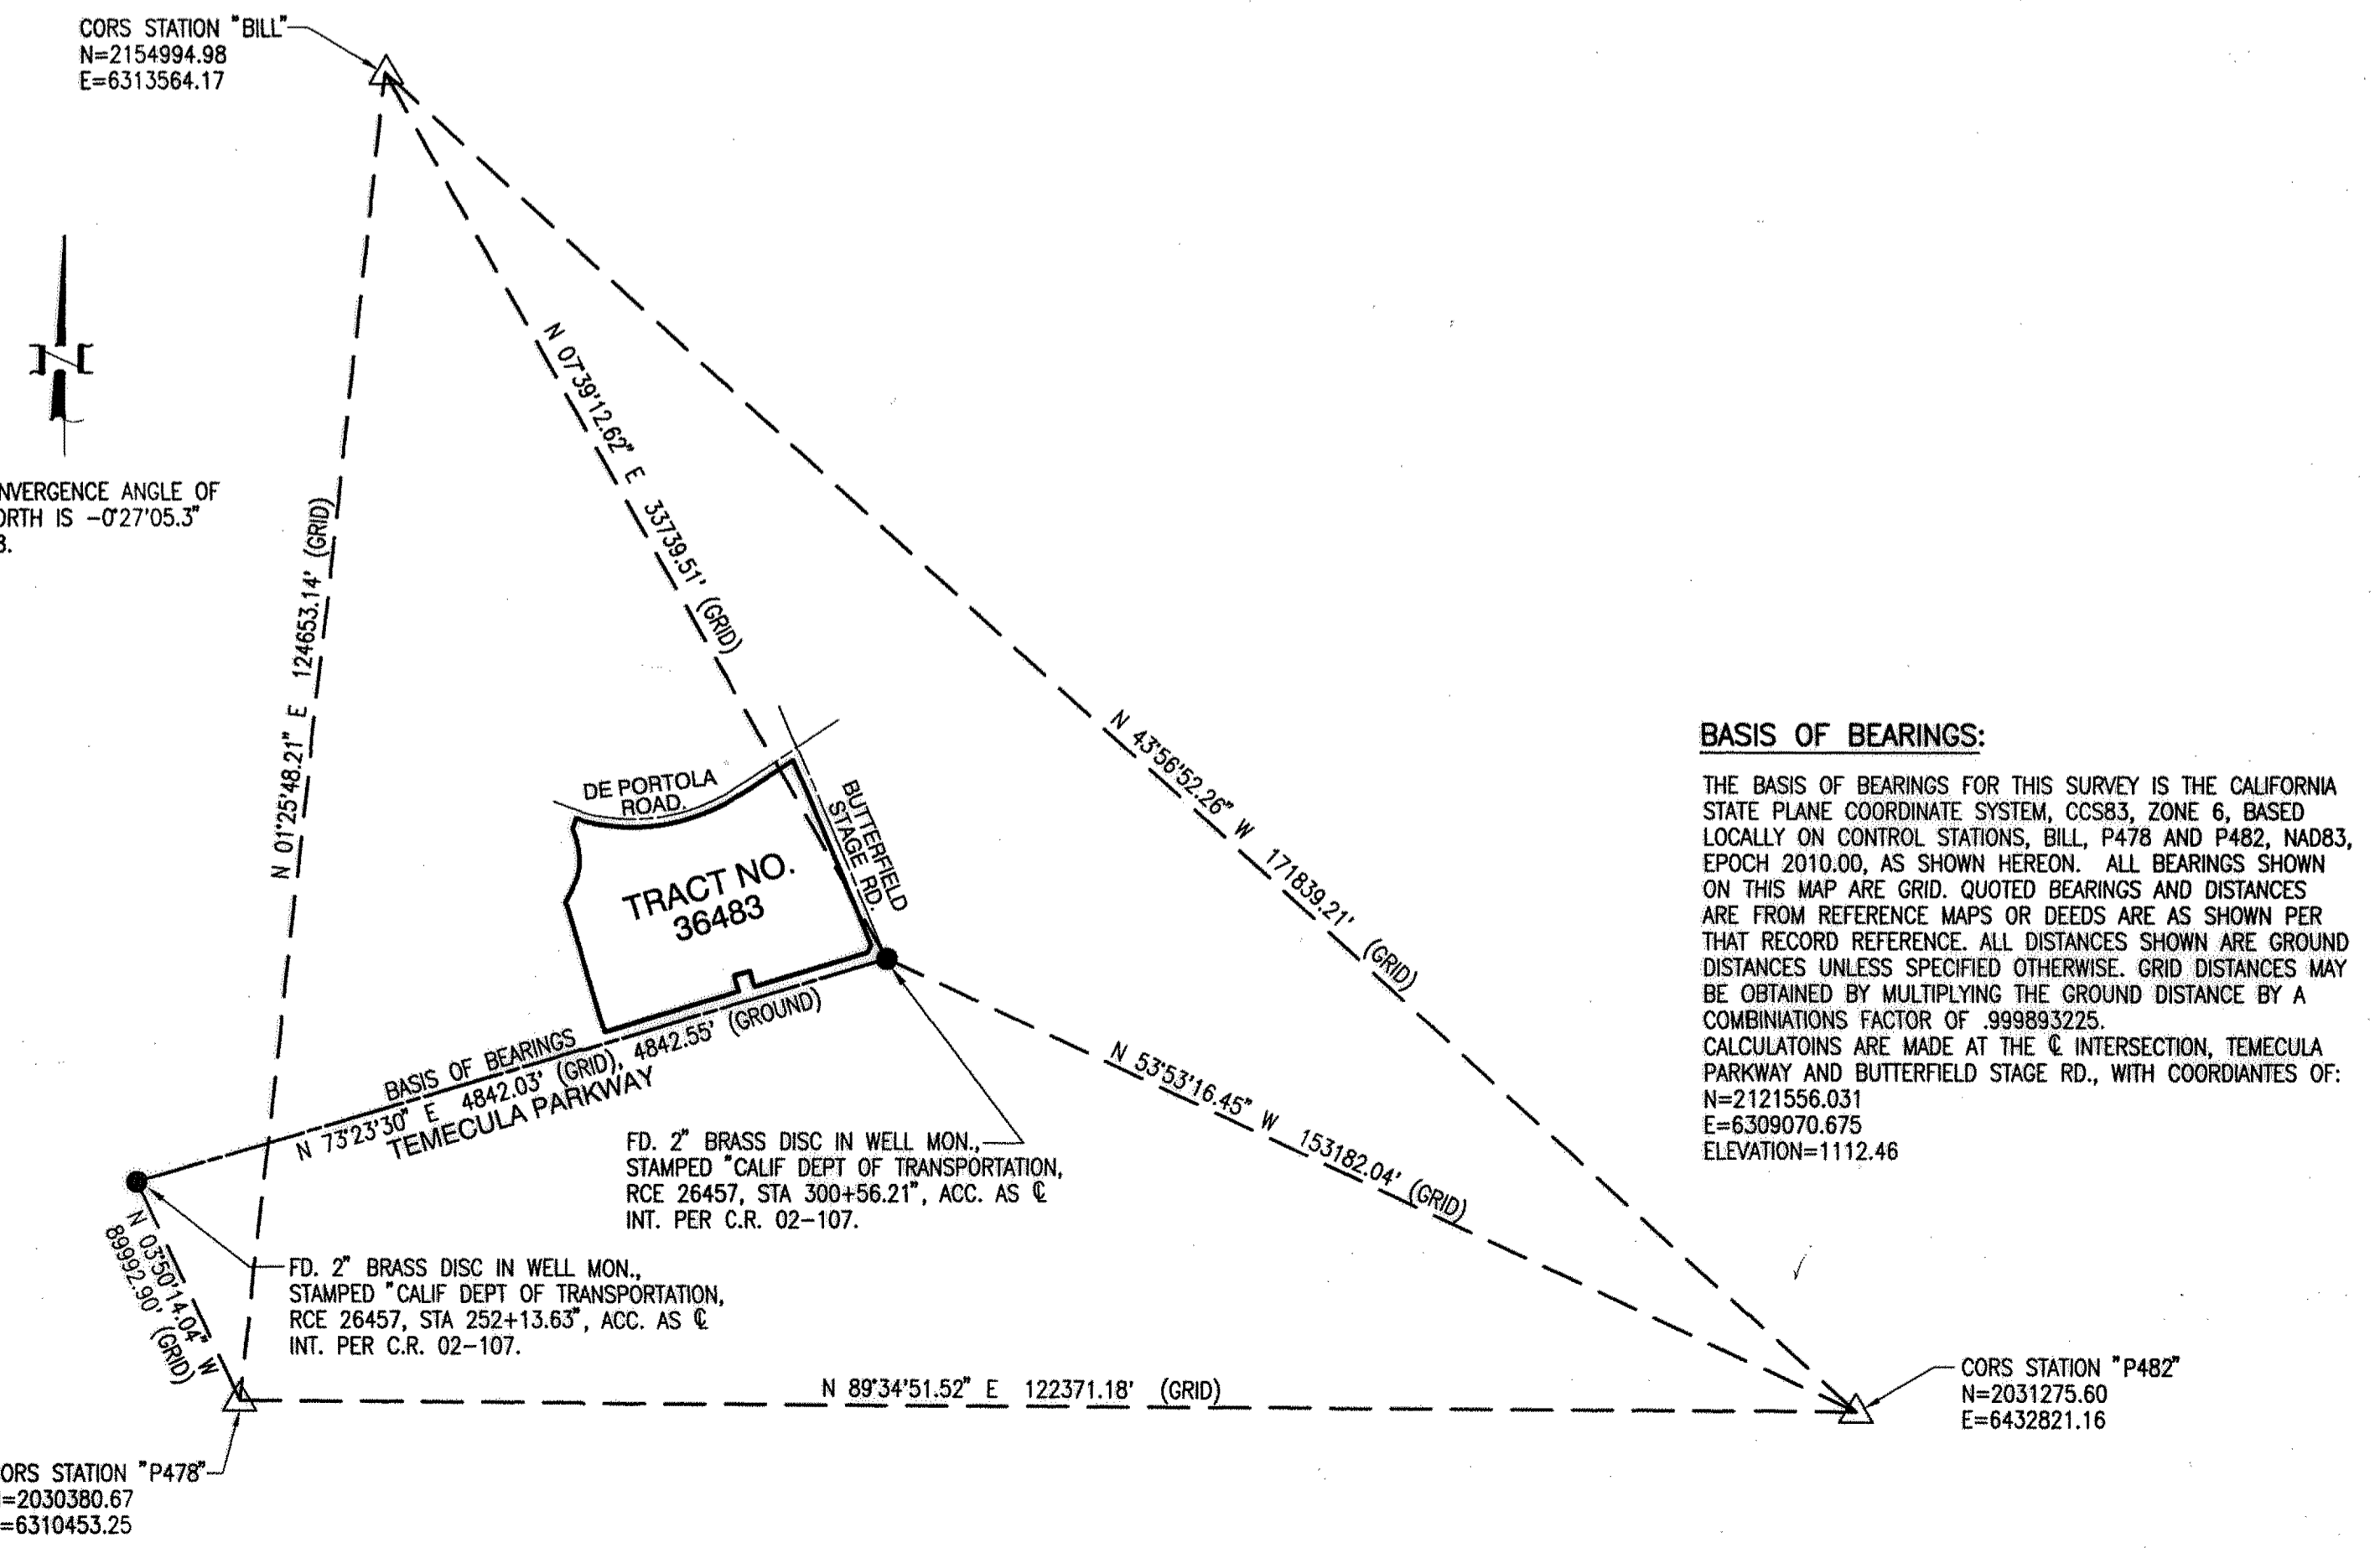 CORS STATION "BILL"
N=2154994.98
E=6313564.17
NVERGENCE ANGLE OF
ORTH IS -0°27'05.3"
3.
N 01°25'48.21" E 124653.14' (GRID)
N 07°39'12.62" E 33739.51' (GRID)
N 43°56'52.26" W 171839.21' (GRID)
DE PORTOLA
ROAD.
BUTTERFIELD
STAGE RD.
TRACT NO.
36483
BASIS OF BEARINGS
N 73°23'30" E 4842.03' (GRID), 4842.55' (GROUND)
TEMECULA PARKWAY
N 53°53'16.45" W 153182.04' (GRID)
FD. 2" BRASS DISC IN WELL MON.,
STAMPED "CALIF DEPT OF TRANSPORTATION,
RCE 26457, STA 300+56.21", ACC. AS ℄
INT. PER C.R. 02-107.
N 03°50'14.04" W
89992.90' (GRID)
FD. 2" BRASS DISC IN WELL MON.,
STAMPED "CALIF DEPT OF TRANSPORTATION,
RCE 26457, STA 252+13.63", ACC. AS ℄
INT. PER C.R. 02-107.
N 89°34'51.52" E 122371.18' (GRID)
ORS STATION "P478"
=2030380.67
=6310453.25
CORS STATION "P482"
N=2031275.60
E=6432821.16
BASIS OF BEARINGS:
THE BASIS OF BEARINGS FOR THIS SURVEY IS THE CALIFORNIA
STATE PLANE COORDINATE SYSTEM, CCS83, ZONE 6, BASED
LOCALLY ON CONTROL STATIONS, BILL, P478 AND P482, NAD83,
EPOCH 2010.00, AS SHOWN HEREON. ALL BEARINGS SHOWN
ON THIS MAP ARE GRID. QUOTED BEARINGS AND DISTANCES
ARE FROM REFERENCE MAPS OR DEEDS ARE AS SHOWN PER
THAT RECORD REFERENCE. ALL DISTANCES SHOWN ARE GROUND
DISTANCES UNLESS SPECIFIED OTHERWISE. GRID DISTANCES MAY
BE OBTAINED BY MULTIPLYING THE GROUND DISTANCE BY A
COMBINIATIONS FACTOR OF .999893225.
CALCULATOINS ARE MADE AT THE ℄ INTERSECTION, TEMECULA
PARKWAY AND BUTTERFIELD STAGE RD., WITH COORDIANTES OF:
N=2121556.031
E=6309070.675
ELEVATION=1112.46